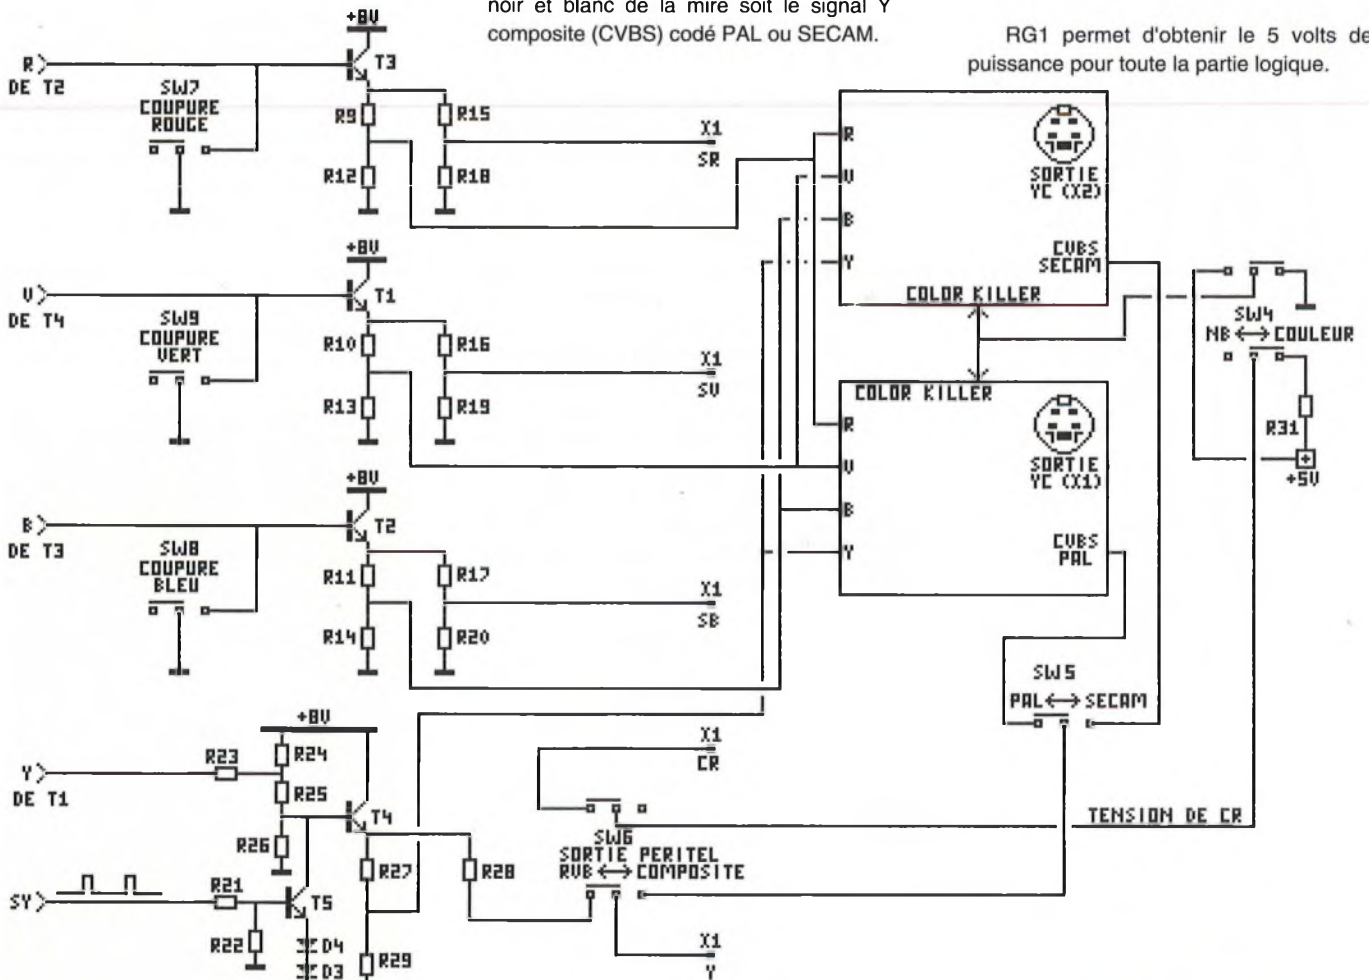 noir et blanc de la mire soit le signal Y
composite (CVBS) codé PAL ou SECAM.
RG1 permet d'obtenir le 5 volts de
puissance pour toute la partie logique.
+8V
R
DE T2
T3
SW7
COUPURE
ROUGE
R9
R15
X1
SR
R12
R18
R
V
B
Y
SORTIE
YC (X2)
CVBS
SECAM
COLOR KILLER
+8V
V
DE T4
T1
SW9
COUPURE
VERT
R10
R16
X1
SV
R13
R19
SW4
NB <-> COULEUR
R31
+5V
COLOR KILLER
R
V
B
Y
SORTIE
YC (X1)
CVBS
PAL
+8V
B
DE T3
T2
SW8
COUPURE
BLEU
R11
R17
X1
SB
R14
R20
SW5
PAL <-> SECAM
+8V
Y
DE T1
R23
R24
R25
T4
R26
X1
CR
TENSION DE CR
SW6
SORTIE PERITEL
RVB <-> COMPOSITE
R27
R28
SY
R21
T5
R22
D4
D3
R29
X1
Y